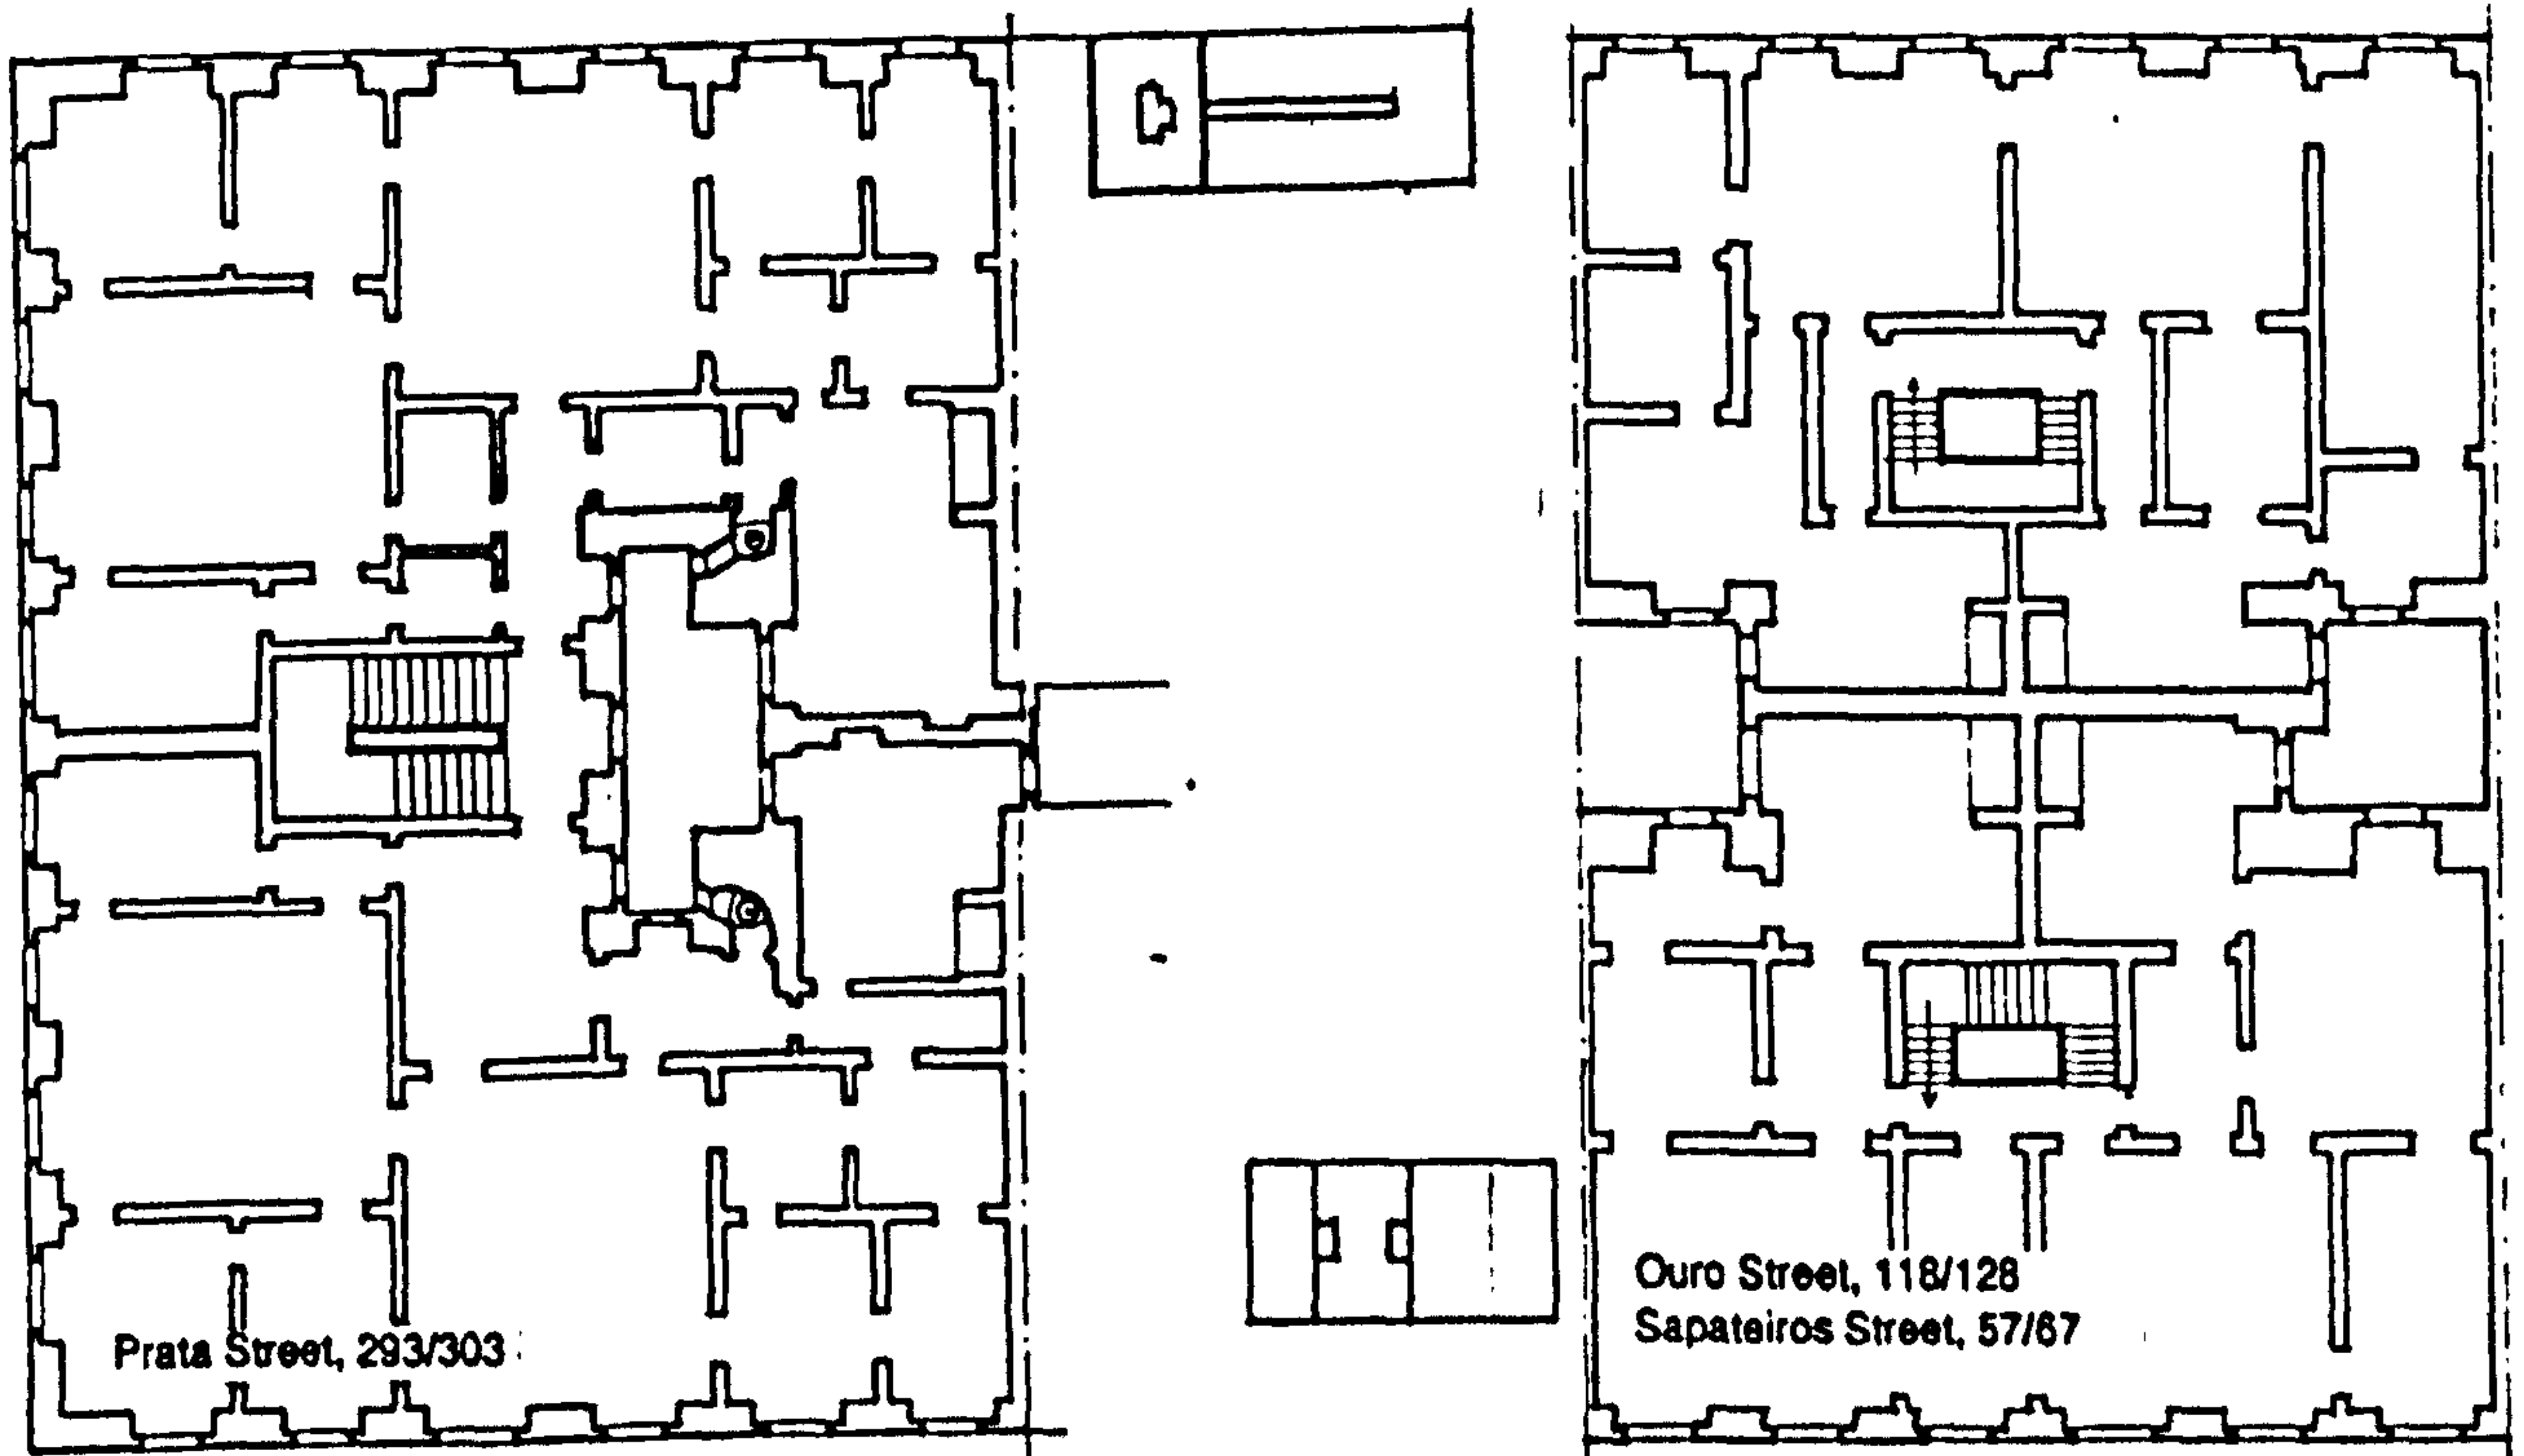 Prata Street, 293/303
Ouro Street, 118/128
Sapateiros Street, 57/67